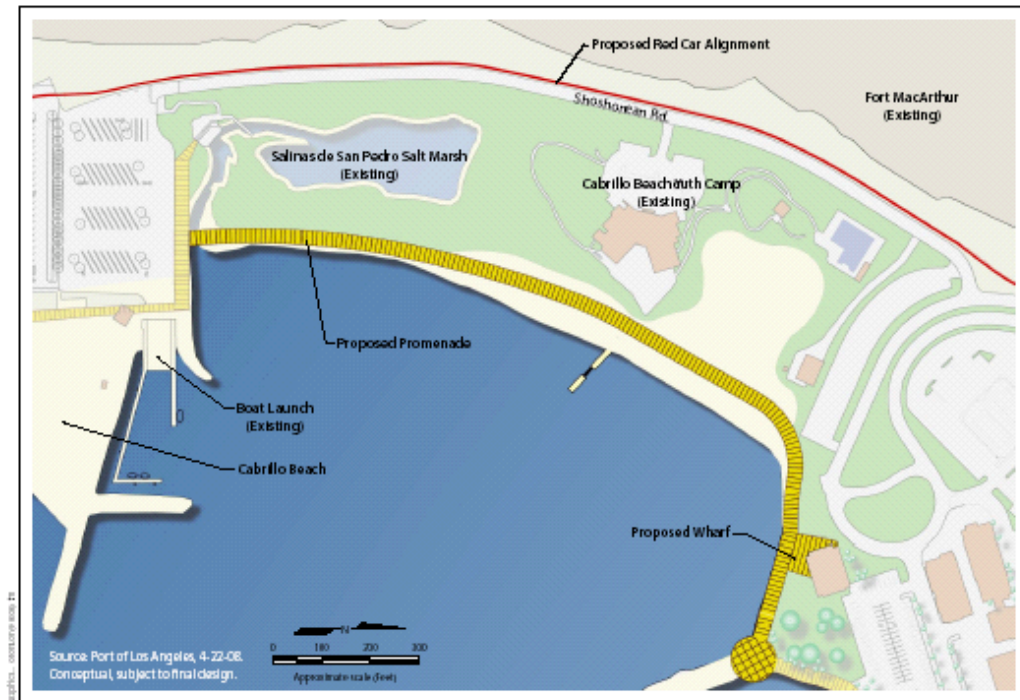 Proposed Red Car Alignment
Shoshonean Rd.
Fort MacArthur
(Existing)
Salinas de San Pedro Salt Marsh
(Existing)
Cabrillo Beach Youth Camp
(Existing)
Proposed Promenade
Boat Launch
(Existing)
Cabrillo Beach
Proposed Wharf
N
0 100 200 300
Approximate scale (feet)
Source: Port of Los Angeles, 4-22-08.
Conceptual, subject to final design.